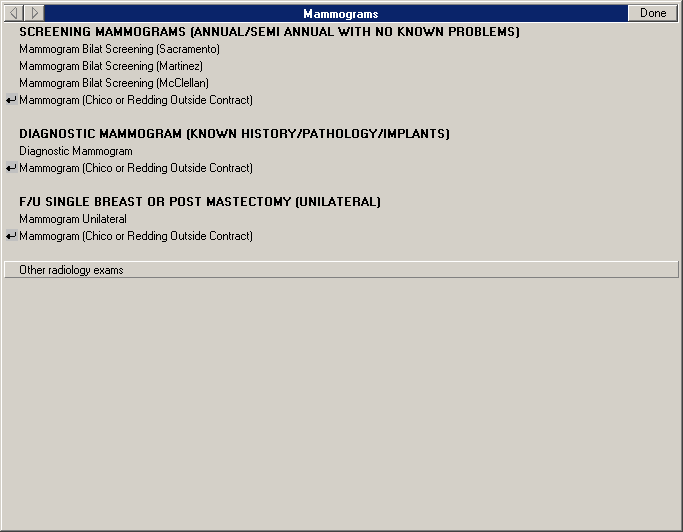 Mammograms
Done
SCREENING MAMMOGRAMS (ANNUAL/SEMI ANNUAL WITH NO KNOWN PROBLEMS)
Mammogram Bilat Screening (Sacramento)
Mammogram Bilat Screening (Martinez)
Mammogram Bilat Screening (McClellan)
Mammogram (Chico or Redding Outside Contract)
DIAGNOSTIC MAMMOGRAM (KNOWN HISTORY/PATHOLOGY/IMPLANTS)
Diagnostic Mammogram
Mammogram (Chico or Redding Outside Contract)
F/U SINGLE BREAST OR POST MASTECTOMY (UNILATERAL)
Mammogram Unilateral
Mammogram (Chico or Redding Outside Contract)
Other radiology exams